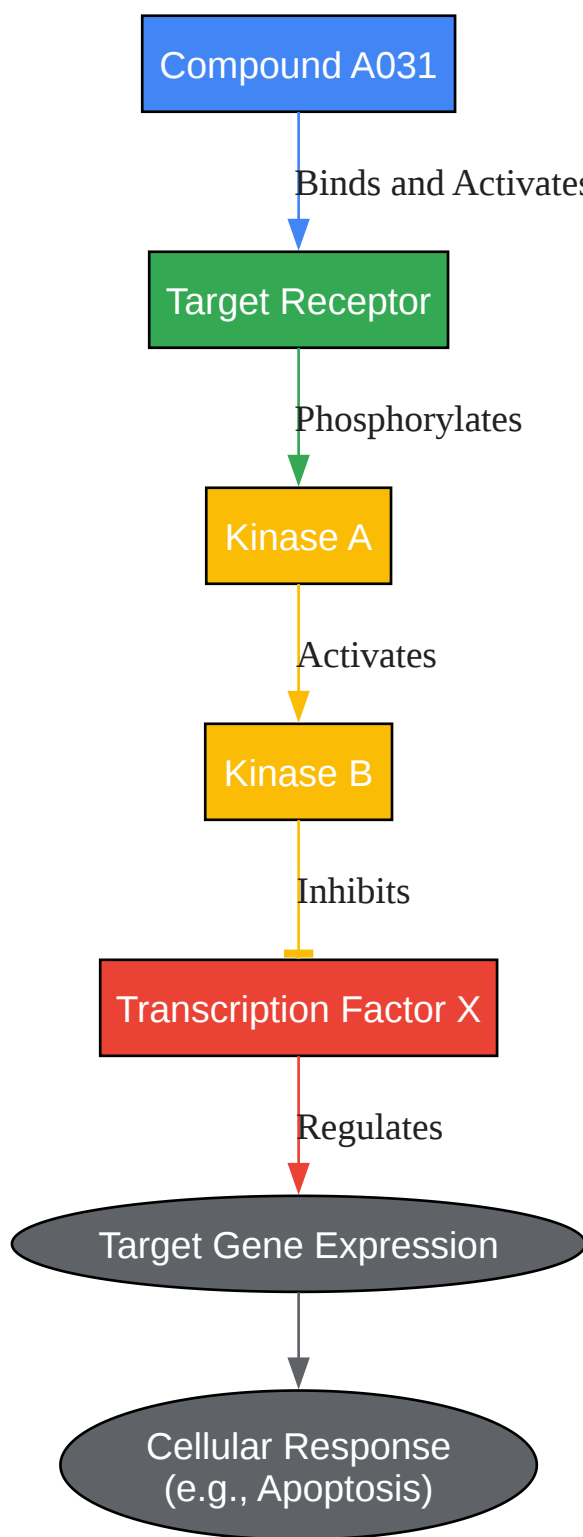 Compound A031
Binds and Activates
Target Receptor
Phosphorylates
Kinase A
Activates
Kinase B
Inhibits
Transcription Factor X
Regulates
Target Gene Expression
Cellular Response
(e.g., Apoptosis)